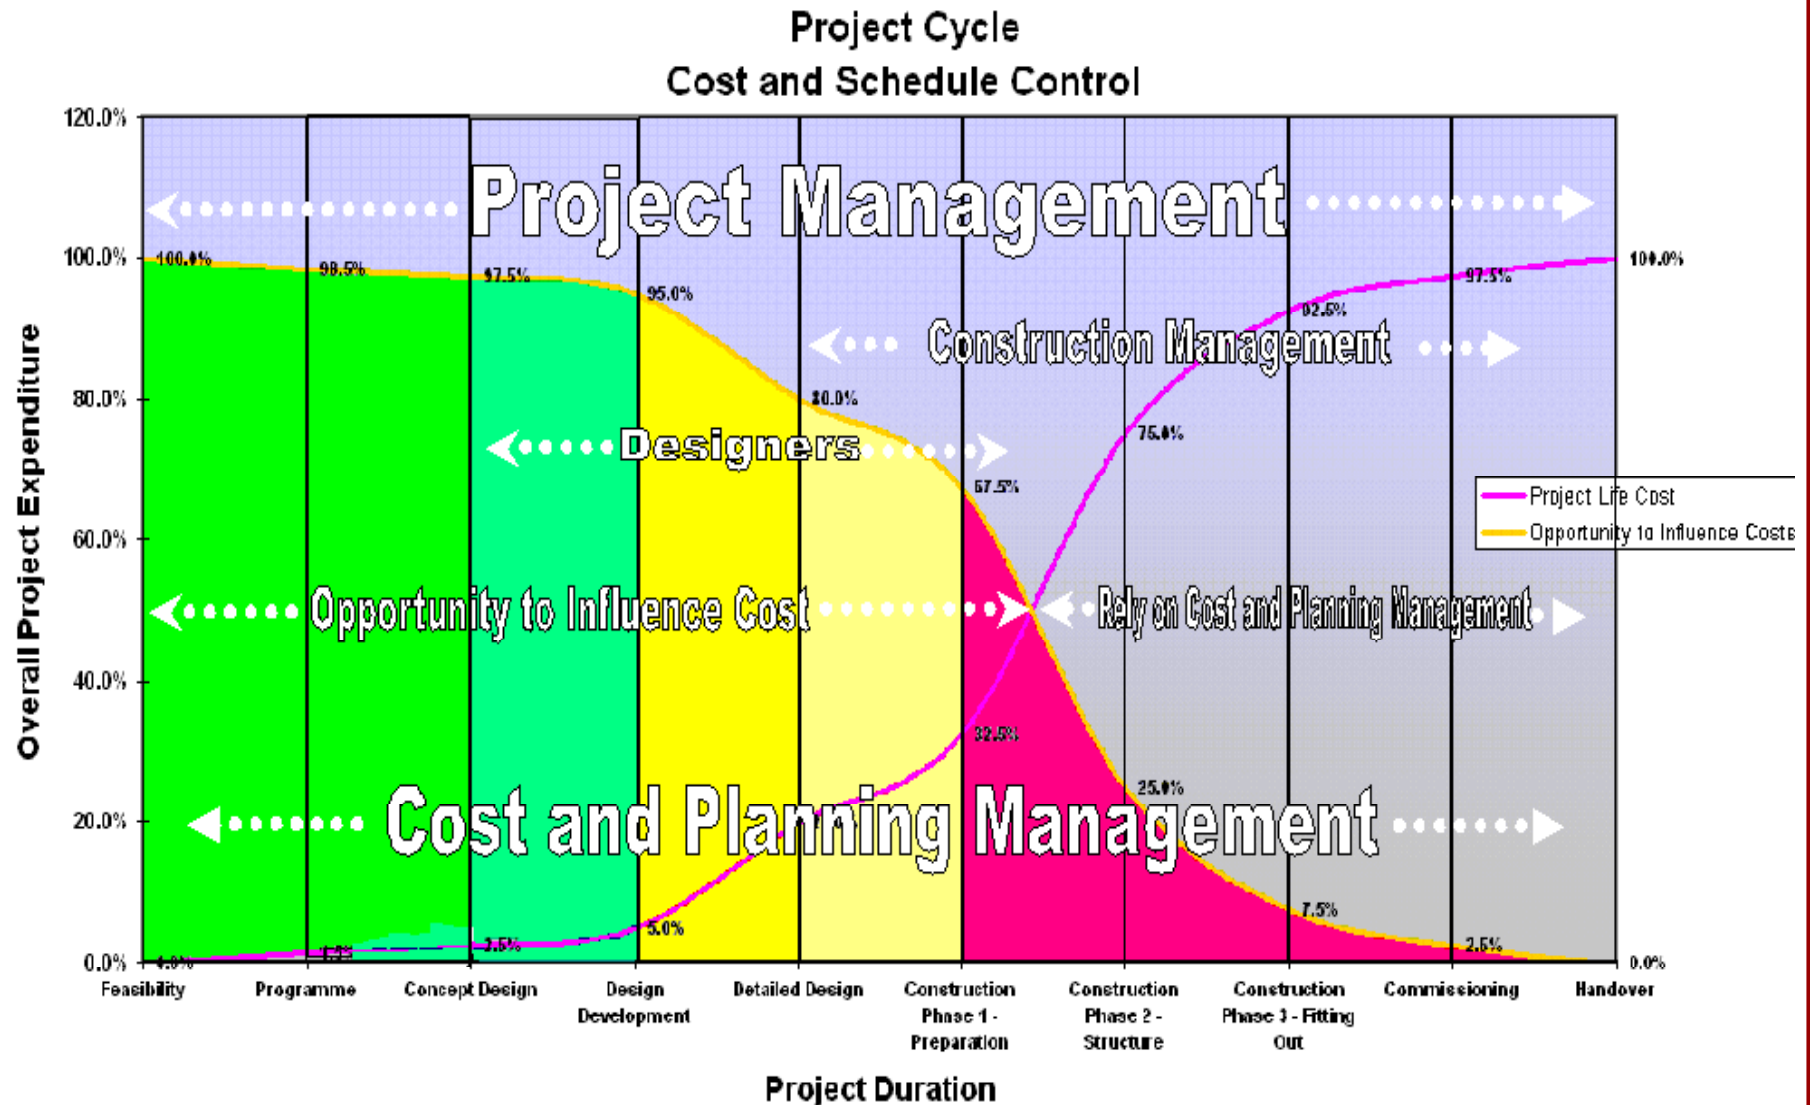 Project Cycle
Cost and Schedule Control
120.0%
Project Management
100.0%
100.0%
98.5%
97.5%
95.0%
97.5%
100.0%
92.5%
Construction Management
80.0%
80.0%
Designers
75.0%
67.5%
Project Life Cost
Opportunity to Influence Costs
60.0%
Opportunity to Influence Cost
Rely on Cost and Planning Management
40.0%
32.5%
25.0%
20.0%
Cost and Planning Management
7.5%
5.0%
2.5%
2.5%
0.0%
0.0%
Feasibility
Programme
Concept Design
Design
Development
Detailed Design
Construction
Phase 1 -
Preparation
Construction
Phase 2 -
Structure
Construction
Phase 3 - Fitting
Out
Commissioning
Handover
Overall Project Expenditure
Project Duration